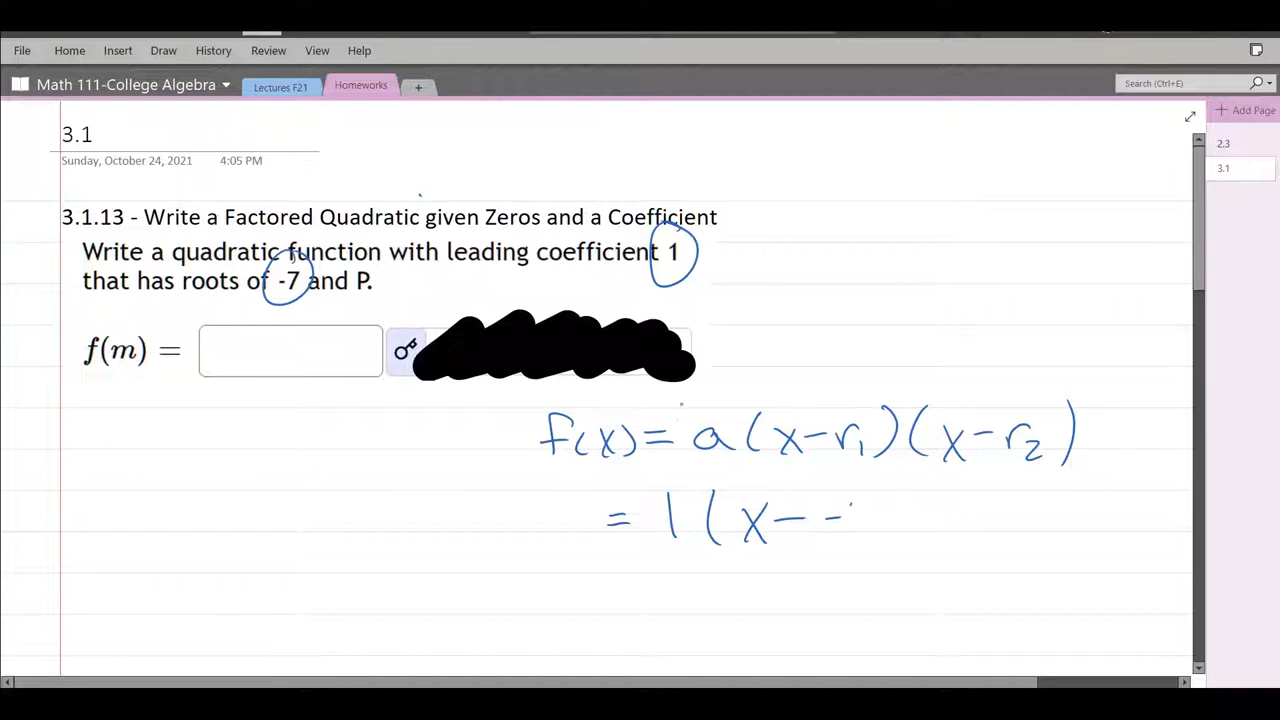 File Home Insert Draw History Review View Help
Math 111-College Algebra Lectures F21 Homeworks + Search (Ctrl+E)
+ Add Page
2.3
3.1
3.1
Sunday, October 24, 2021 4:05 PM
3.1.13 - Write a Factored Quadratic given Zeros and a Coefficient
Write a quadratic function with leading coefficient 1
that has roots of -7 and P.
f(m) =
f(x) = a(x-r₁)(x-r₂)
= 1(x--